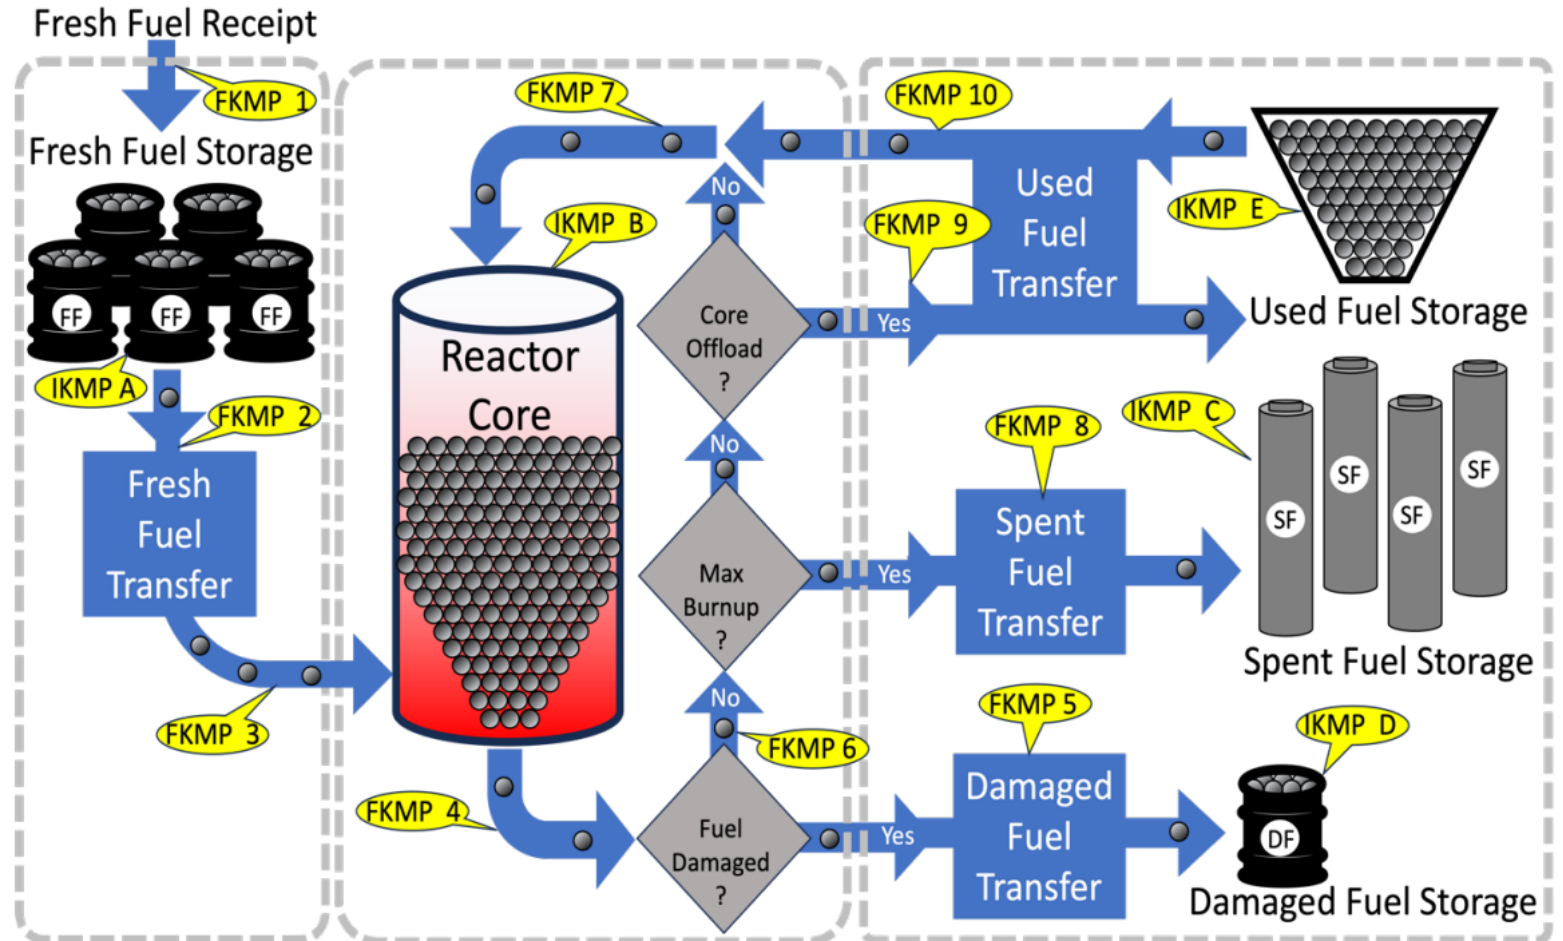 Fresh Fuel Receipt
FKMP 1
Fresh Fuel Storage
FF
FF
FF
IKMP A
FKMP 2
Fresh
Fuel
Transfer
FKMP 3
FKMP 7
IKMP B
Reactor
Core
FKMP 4
No
Core
Offload
?
No
Max
Burnup
?
No
FKMP 6
Fuel
Damaged
?
FKMP 10
FKMP 9
Yes
Used
Fuel
Transfer
IKMP E
Used Fuel Storage
FKMP 8
Yes
Spent
Fuel
Transfer
IKMP C
SF
SF
SF
SF
Spent Fuel Storage
FKMP 5
Yes
Damaged
Fuel
Transfer
IKMP D
DF
Damaged Fuel Storage